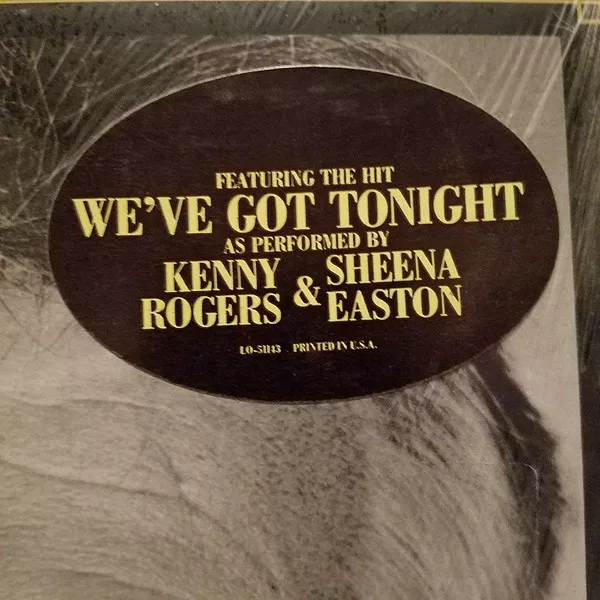 FEATURING THE HIT
WE'VE GOT TONIGHT
AS PERFORMED BY
KENNY ROGERS & SHEENA EASTON
LO-51143 PRINTED IN U.S.A.